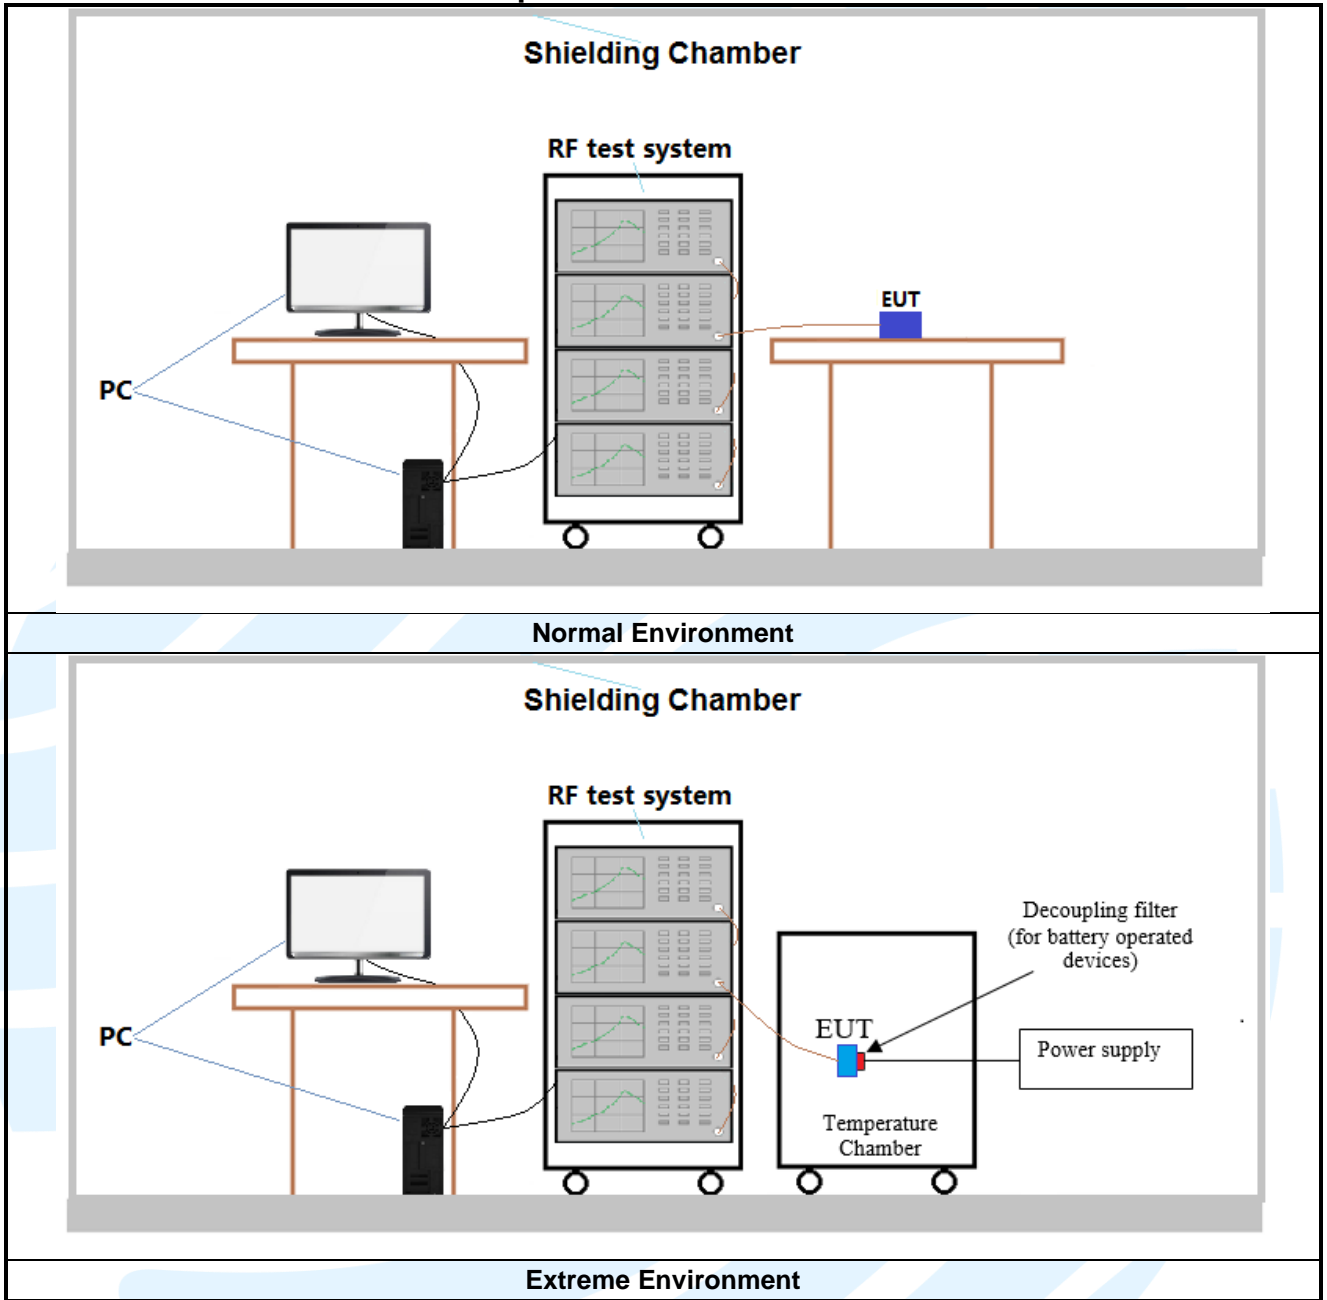 Shielding Chamber
RF test system
EUT
PC
Normal Environment
Shielding Chamber
RF test system
Decoupling filter
(for battery operated
devices)
EUT
Power supply
PC
Temperature
Chamber
Extreme Environment